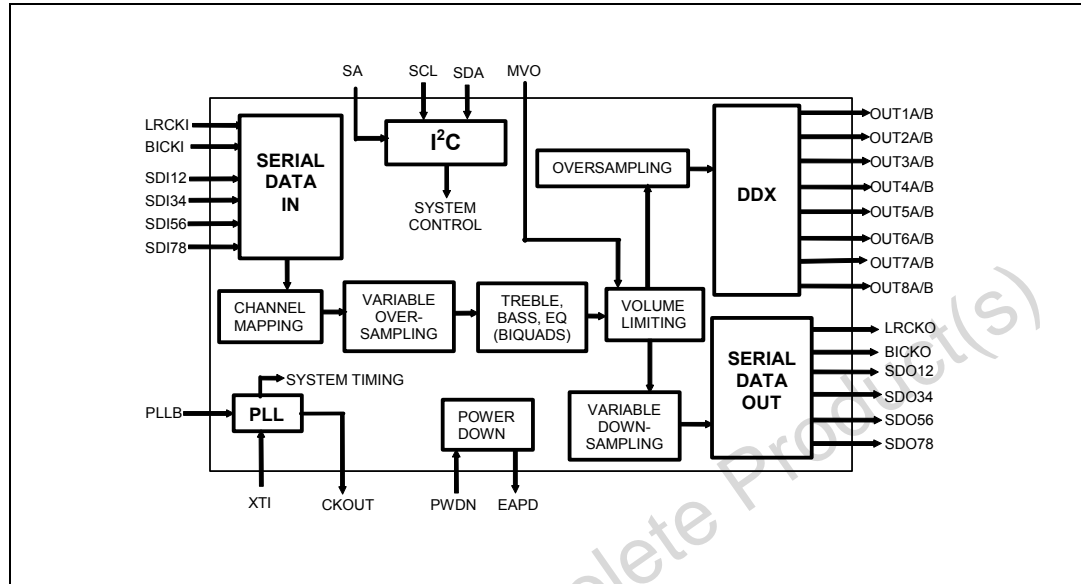 SA
SCL
SDA
MVO
LRCKI
BICKI
SDI12
SDI34
SDI56
SDI78
SERIAL
DATA
IN
I²C
SYSTEM
CONTROL
OVERSAMPLING
DDX
OUT1A/B
OUT2A/B
OUT3A/B
OUT4A/B
OUT5A/B
OUT6A/B
OUT7A/B
OUT8A/B
CHANNEL
MAPPING
VARIABLE
OVER-
SAMPLING
TREBLE,
BASS, EQ
(BIQUADS)
VOLUME
LIMITING
SERIAL
DATA
OUT
LRCKO
BICKO
SDO12
SDO34
SDO56
SDO78
SYSTEM TIMING
PLLB
PLL
POWER
DOWN
VARIABLE
DOWN-
SAMPLING
XTI
CKOUT
PWDN
EAPD
Product(s)